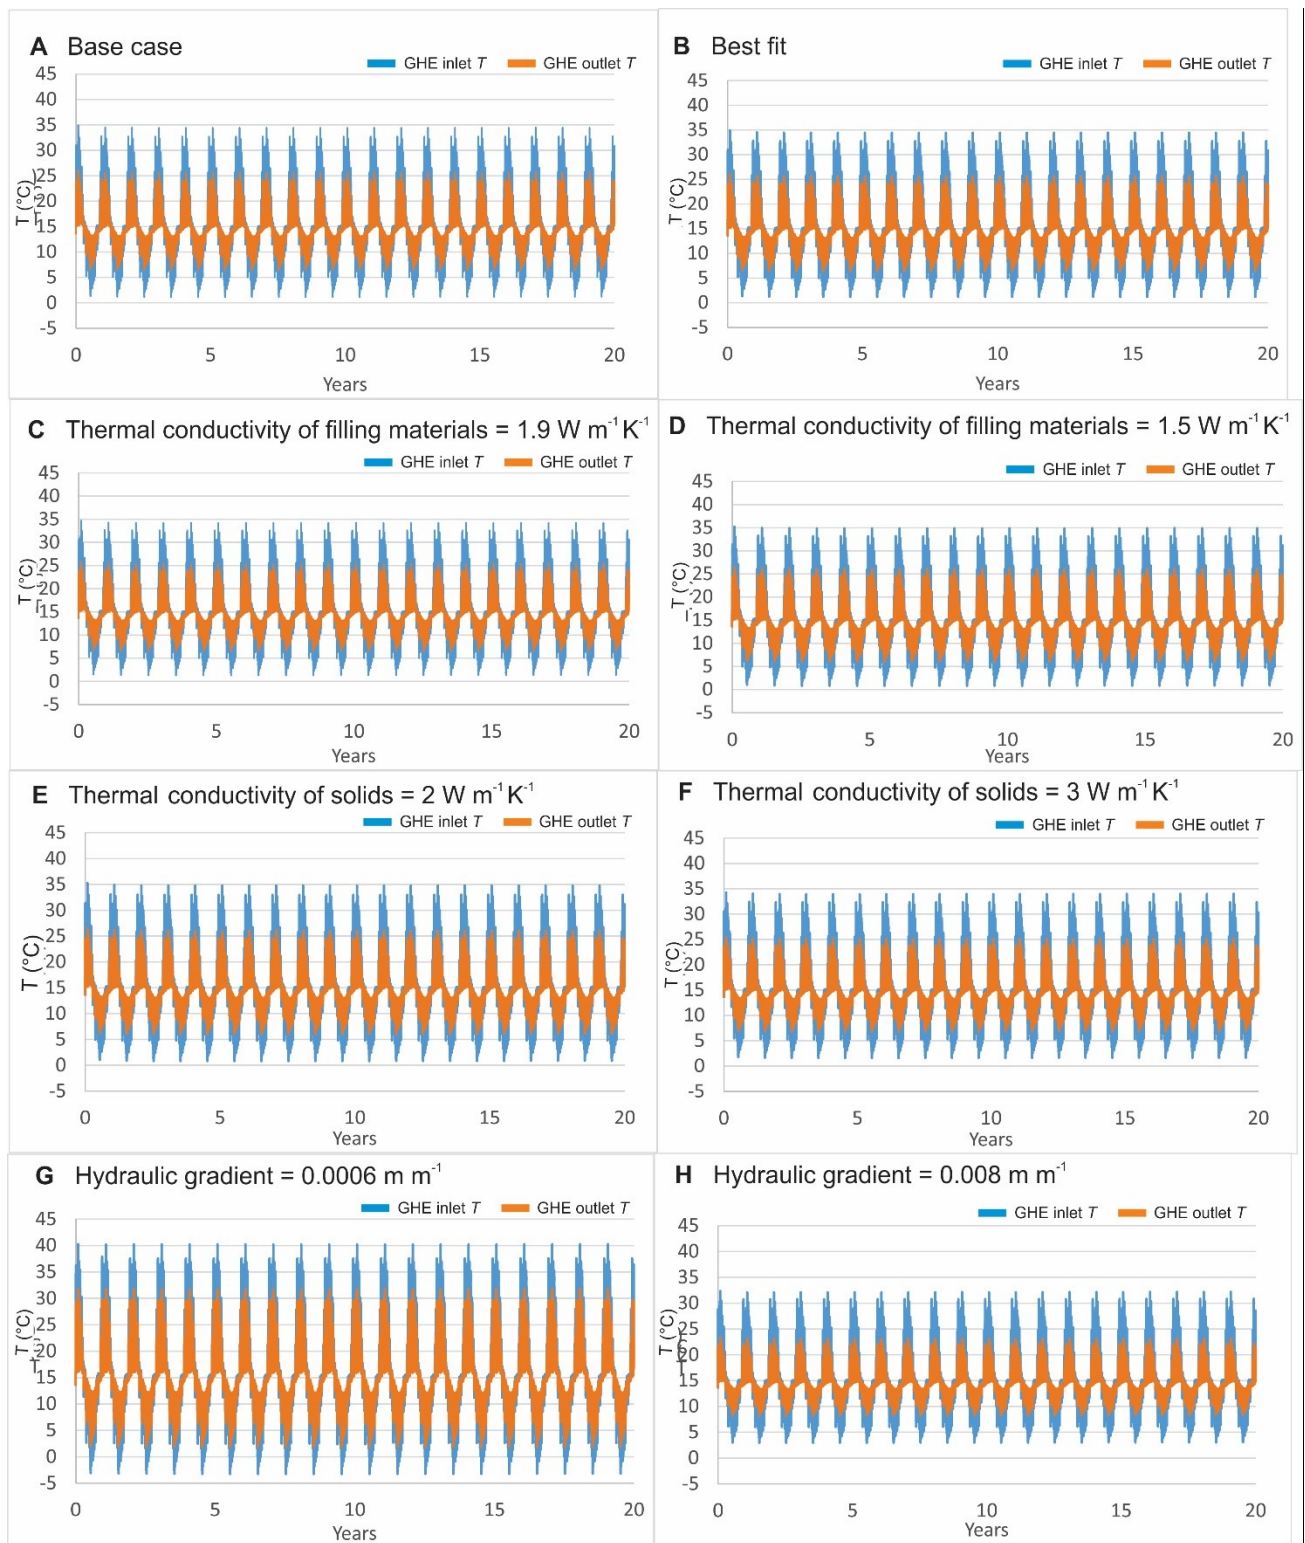 A Base case
GHE inlet T GHE outlet T
45
40
35
30
25
20
15
10
5
0
-5
T (°C)
0 5 10 15 20
Years
B Best fit
GHE inlet T GHE outlet T
45
40
35
30
25
20
15
10
5
0
-5
T (°C)
0 5 10 15 20
Years
C Thermal conductivity of filling materials = 1.9 W m⁻¹ K⁻¹
GHE inlet T GHE outlet T
45
40
35
30
25
20
15
10
5
0
-5
T (°C)
0 5 10 15 20
Years
D Thermal conductivity of filling materials = 1.5 W m⁻¹ K⁻¹
GHE inlet T GHE outlet T
45
40
35
30
25
20
15
10
5
0
-5
T (°C)
0 5 10 15 20
Years
E Thermal conductivity of solids = 2 W m⁻¹ K⁻¹
GHE inlet T GHE outlet T
45
40
35
30
25
20
15
10
5
0
-5
T (°C)
0 5 10 15 20
Years
F Thermal conductivity of solids = 3 W m⁻¹ K⁻¹
GHE inlet T GHE outlet T
45
40
35
30
25
20
15
10
5
0
-5
T (°C)
0 5 10 15 20
Years
G Hydraulic gradient = 0.0006 m m⁻¹
GHE inlet T GHE outlet T
45
40
35
30
25
20
15
10
5
0
-5
T (°C)
0 5 10 15 20
Years
H Hydraulic gradient = 0.008 m m⁻¹
GHE inlet T GHE outlet T
45
40
35
30
25
20
15
10
5
0
-5
T (°C)
0 5 10 15 20
Years